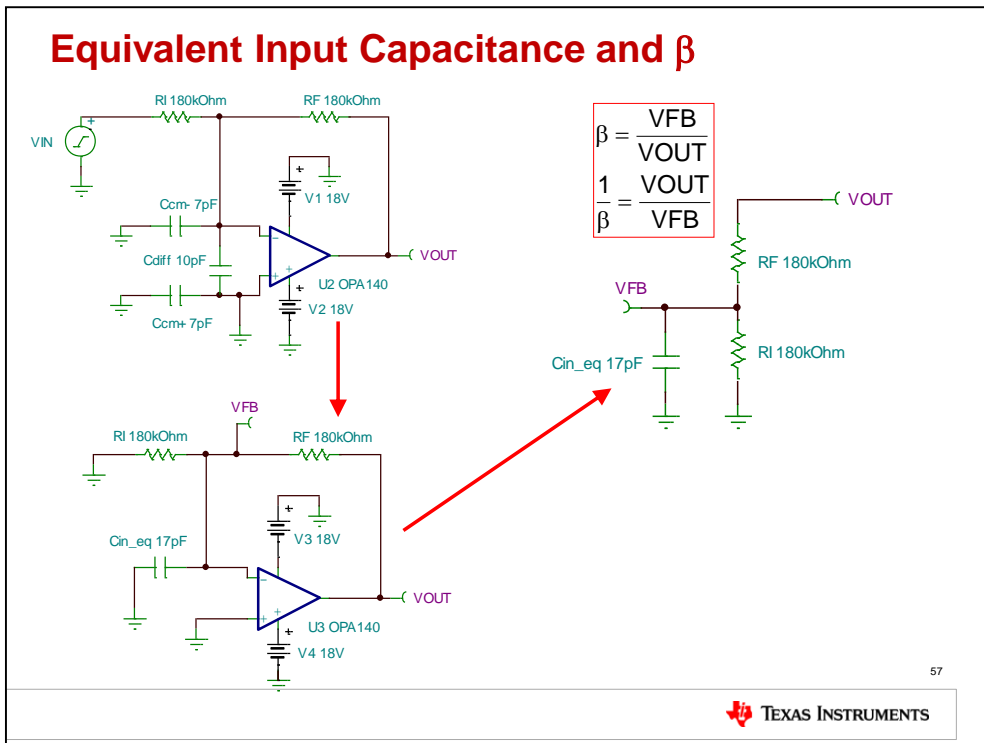 Equivalent Input Capacitance and β
RI 180kOhm
RF 180kOhm
VIN
+
+
V1 18V
Ccm- 7pF
Cdiff 10pF
Ccm+ 7pF
-
+
+
VOUT
U2 OPA140
+
V2 18V
β = VFB / VOUT
1 / β = VOUT / VFB
VOUT
RF 180kOhm
VFB
RI 180kOhm
Cin_eq 17pF
VFB
RI 180kOhm
RF 180kOhm
+
V3 18V
Cin_eq 17pF
-
+
+
VOUT
U3 OPA140
+
V4 18V
57
TEXAS INSTRUMENTS